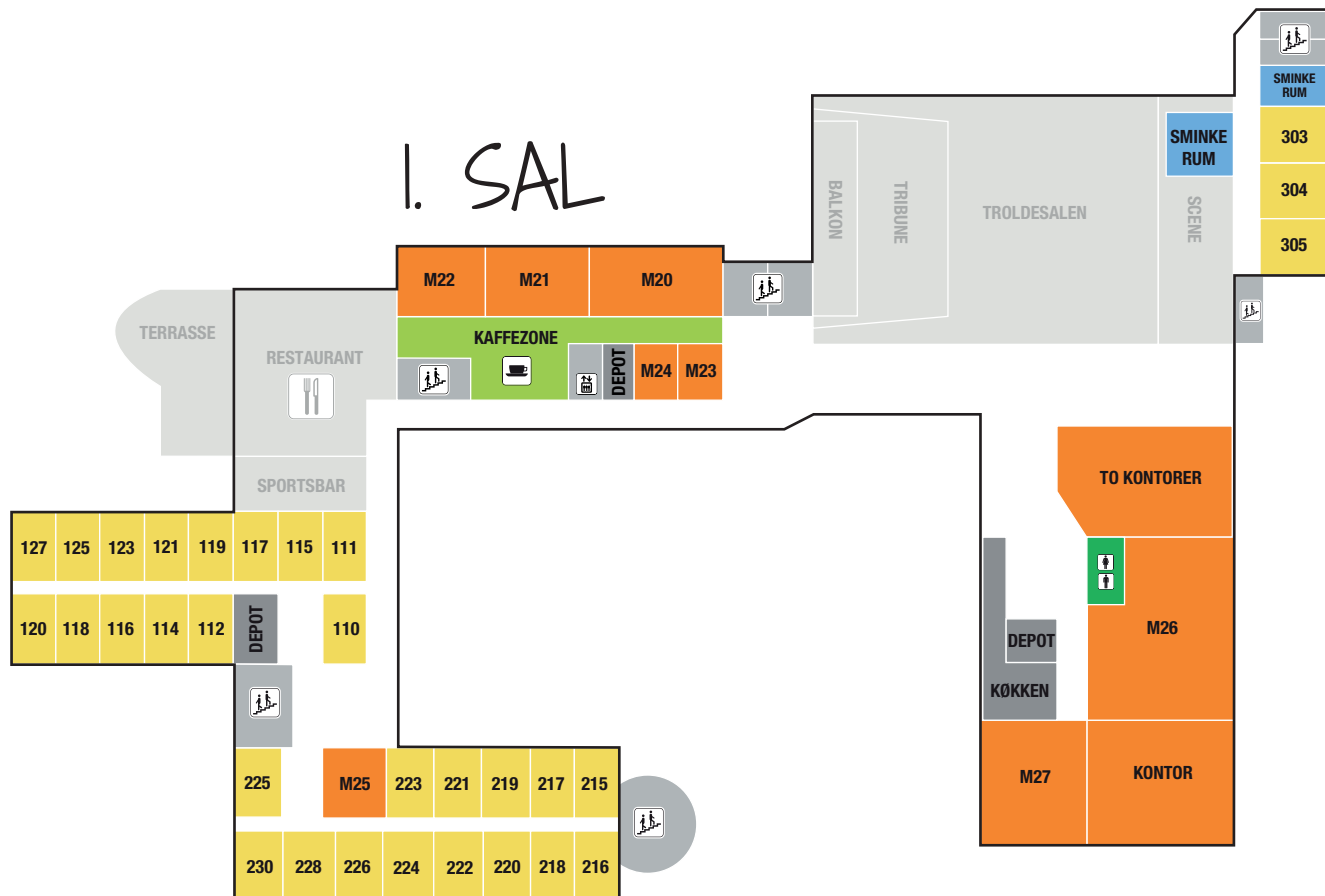 1. SAL
SMINKE
RUM
303
304
305
SMINKE
RUM
BALKON
TRIBUNE
TROLDESALEN
SCENE
M22
M21
M20
KAFFEZONE
DEPOT
M24
M23
TERRASSE
RESTAURANT
SPORTSBAR
127
125
123
121
119
117
115
111
120
118
116
114
112
DEPOT
110
225
M25
223
221
219
217
215
230
228
226
224
222
220
218
216
TO KONTORER
M26
DEPOT
KØKKEN
M27
KONTOR